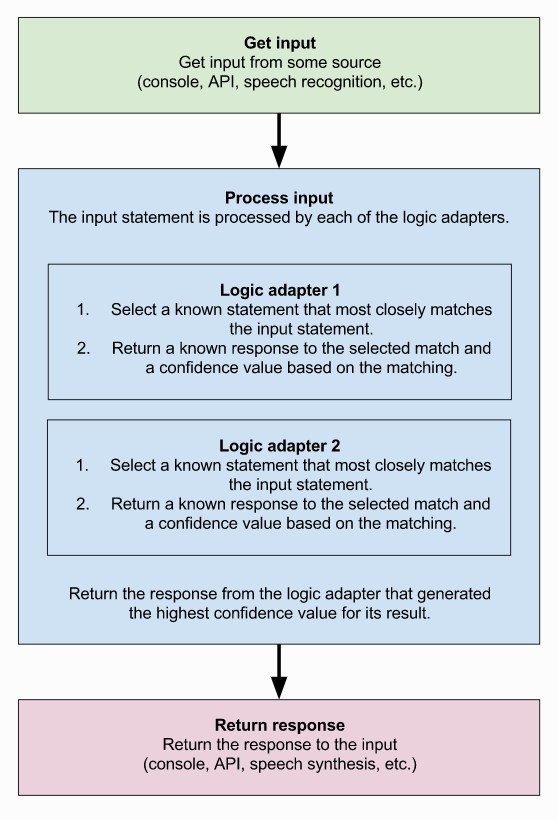 Get input
Get input from some source
(console, API, speech recognition, etc.)
Process input
The input statement is processed by each of the logic adapters.
Logic adapter 1
1. Select a known statement that most closely matches
the input statement.
2. Return a known response to the selected match and
a confidence value based on the matching.
Logic adapter 2
1. Select a known statement that most closely matches
the input statement.
2. Return a known response to the selected match and
a confidence value based on the matching.
Return the response from the logic adapter that generated
the highest confidence value for its result.
Return response
Return the response to the input
(console, API, speech synthesis, etc.)